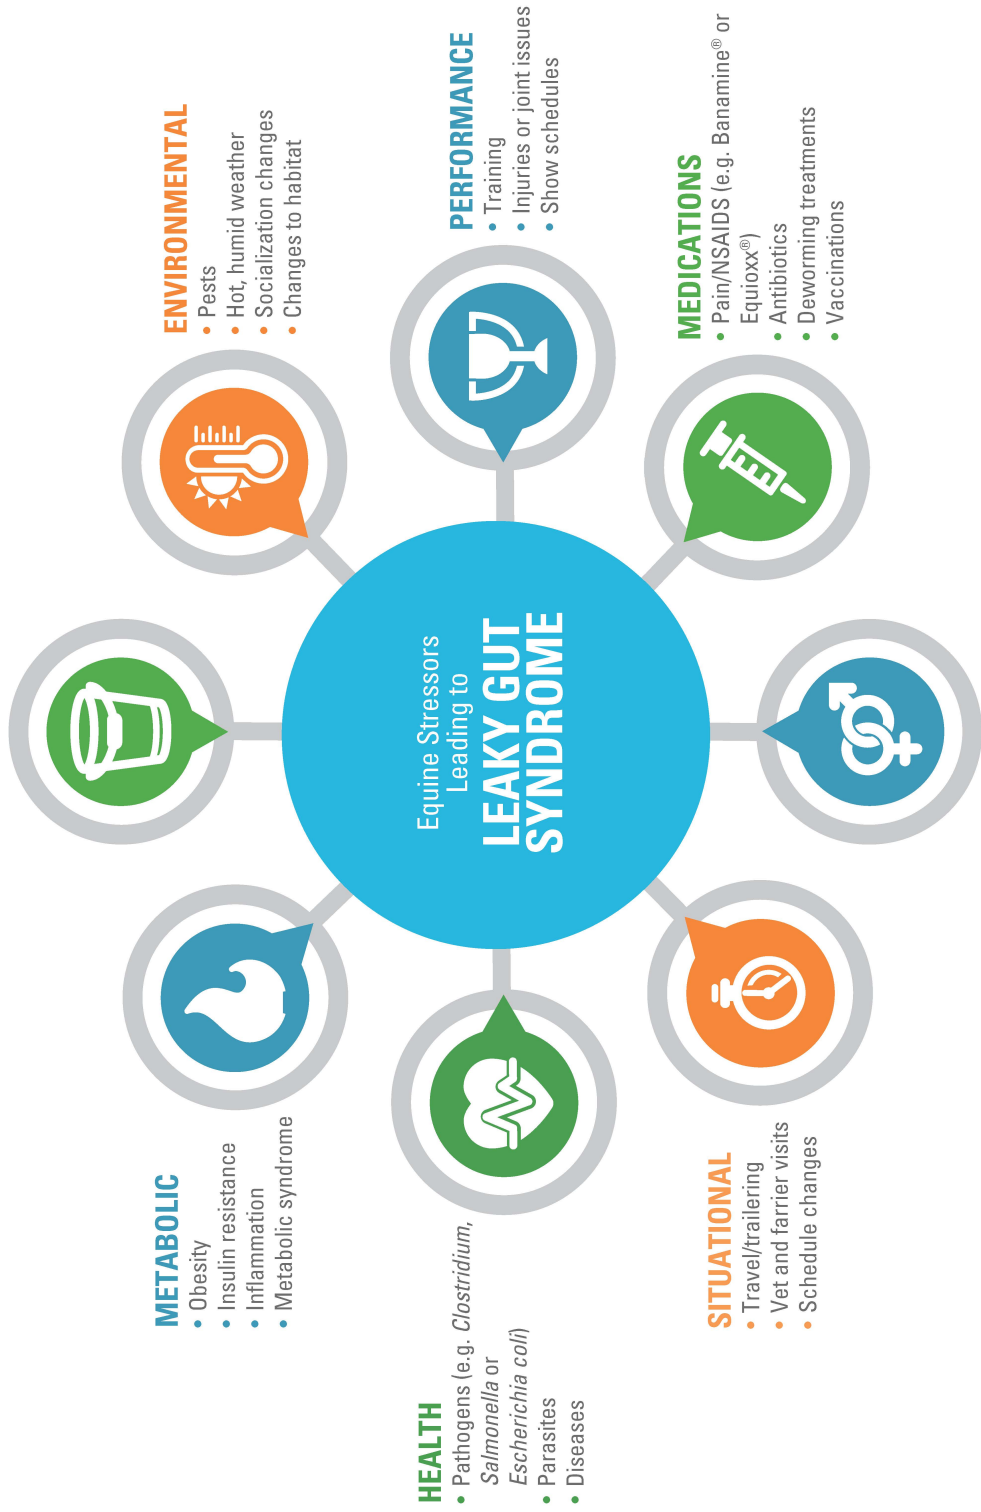 Equine Stressors
Leading to
LEAKY GUT
SYNDROME
METABOLIC
• Obesity
• Insulin resistance
• Inflammation
• Metabolic syndrome
ENVIRONMENTAL
• Pests
• Hot, humid weather
• Socialization changes
• Changes to habitat
HEALTH
• Pathogens (e.g. Clostridium,
Salmonella or
Escherichia coli)
• Parasites
• Diseases
PERFORMANCE
• Training
• Injuries or joint issues
• Show schedules
SITUATIONAL
• Travel/trailering
• Vet and farrier visits
• Schedule changes
MEDICATIONS
• Pain/NSAIDS (e.g. Banamine® or
Equioxx®)
• Antibiotics
• Deworming treatments
• Vaccinations